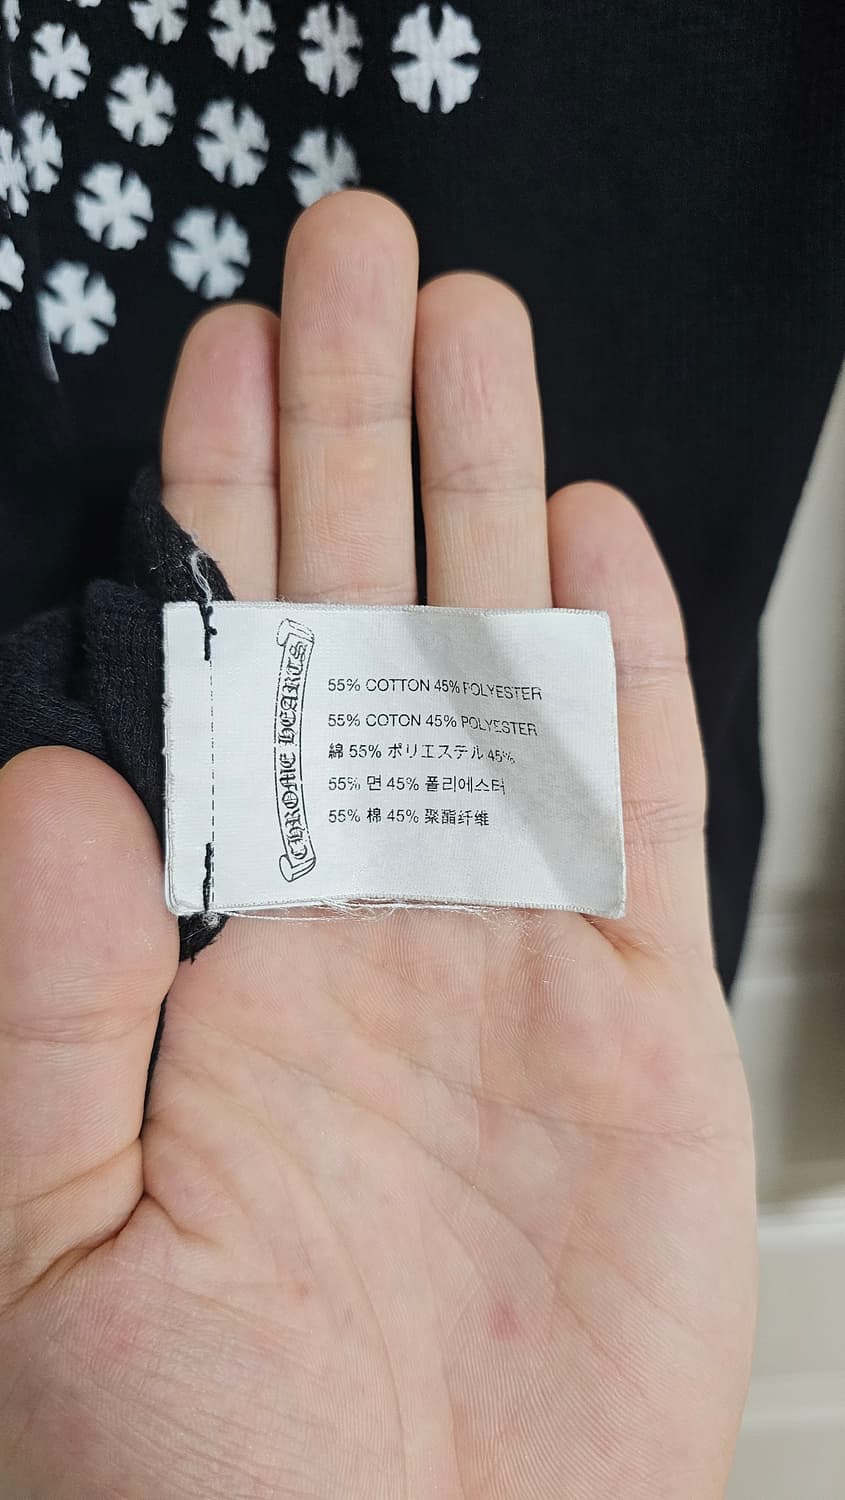 CHROME HEARTS
55% COTTON 45% POLYESTER
55% COTON 45% POLYESTER
綿 55% ポリエステル 45%
55% 면 45% 폴리에스터
55% 棉 45% 聚酯纤维